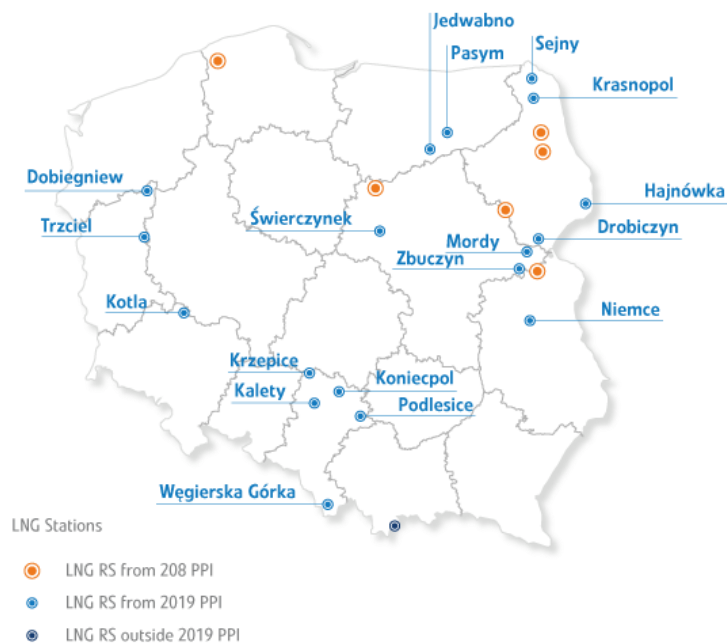 Jedwabno
Pasym
Sejny
Krasnopol
Dobiegniew
Hajnówka
Trzciel
Świerczynek
Drobiczyn
Mordy
Zbuczyn
Kotla
Niemce
Krzepice
Koniecpol
Kalety
Podlesice
Węgierska Górka
LNG Stations
LNG RS from 208 PPI
LNG RS from 2019 PPI
LNG RS outside 2019 PPI